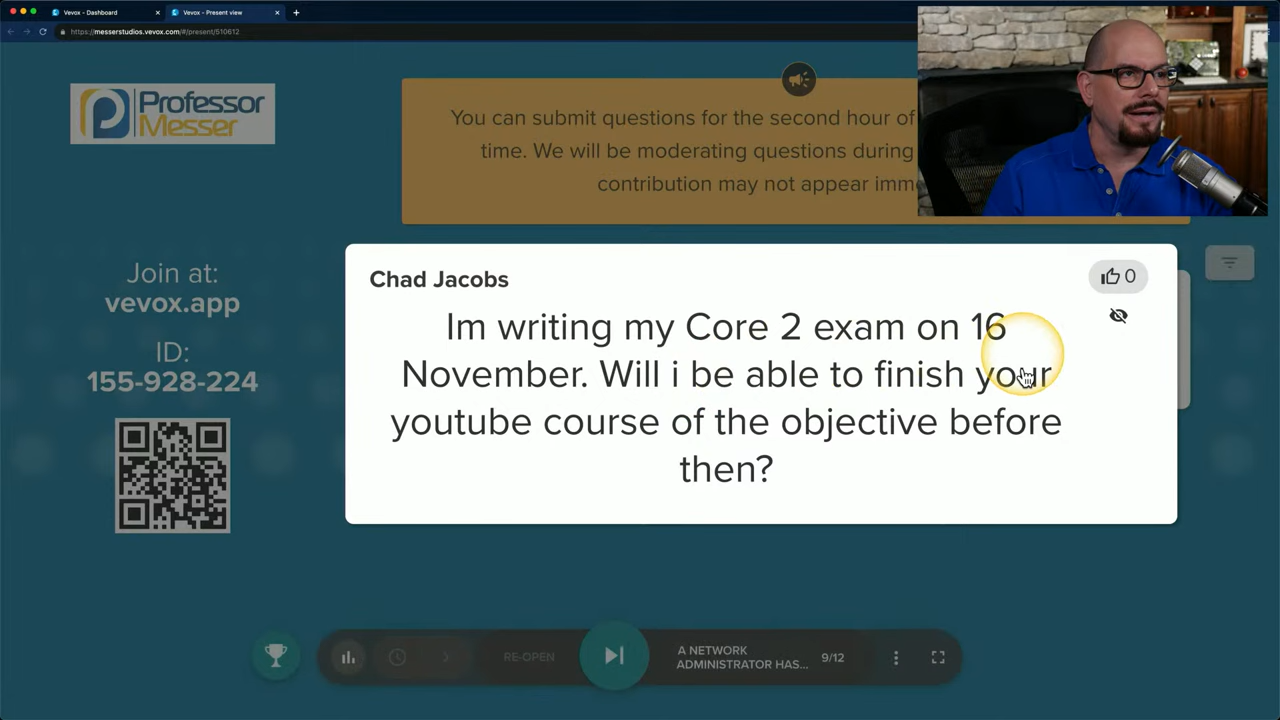 Vevox - Dashboard
Vevox - Present view
https://messerstudios.vevox.com/#/present/510612
Professor
Messer
You can submit questions for the second hour of
time. We will be moderating questions during
contribution may not appear imm
Join at:
vevox.app
ID:
155-928-224
Chad Jacobs
0
Im writing my Core 2 exam on 16
November. Will i be able to finish your
youtube course of the objective before
then?
RE-OPEN
A NETWORK
ADMINISTRATOR HAS...
9/12